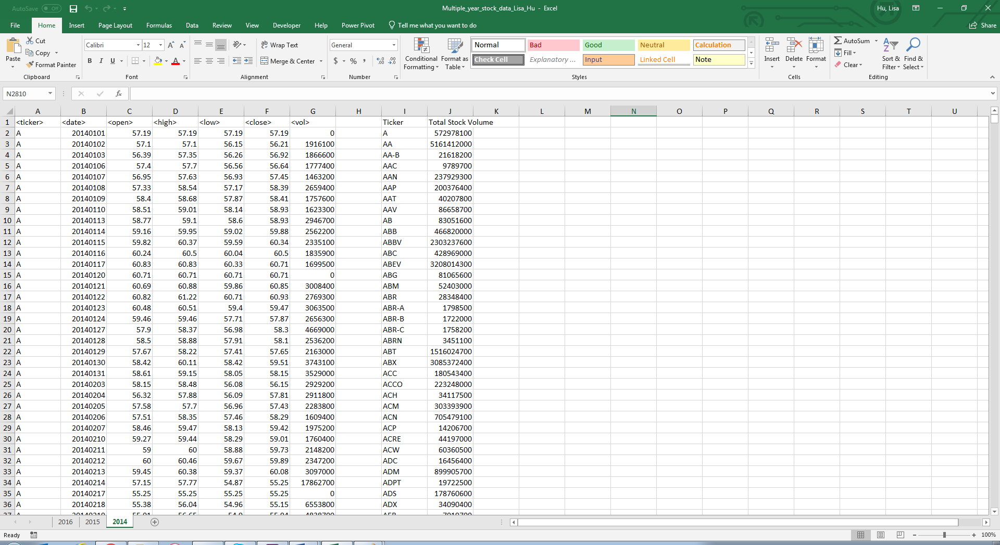 AutoSave Off Multiple_year_stock_data_Lisa_Hu - Excel Hu, Lisa
File Home Insert Page Layout Formulas Data Review View Developer Help Power Pivot Tell me what you want to do Share
Paste Cut Copy Format Painter Clipboard
Calibri 12 A A B I U A Font
ab Wrap Text Merge & Center Alignment
General $ % , Number
Conditional Formatting Format as Table
Normal Bad Good Neutral Calculation
Check Cell Explanatory ... Input Linked Cell Note
Styles
Insert Delete Format Cells
AutoSum Fill Clear Sort & Filter Find & Select Editing
N2810 fx
A B C D E F G H I J K L M N O P Q R S T U
1 <ticker> <date> <open> <high> <low> <close> <vol> Ticker Total Stock Volume
2 A 20140101 57.19 57.19 57.19 57.19 0 A 572978100
3 A 20140102 57.1 57.1 56.15 56.21 1916100 AA 5161412000
4 A 20140103 56.39 57.35 56.26 56.92 1866600 AA-B 21618200
5 A 20140106 57.4 57.7 56.56 56.64 1777400 AAC 9789700
6 A 20140107 56.95 57.63 56.93 57.45 1463200 AAN 237929300
7 A 20140108 57.33 58.54 57.17 58.39 2659400 AAP 200376400
8 A 20140109 58.4 58.68 57.87 58.41 1757600 AAT 40207800
9 A 20140110 58.51 59.01 58.14 58.93 1623300 AAV 86658700
10 A 20140113 58.77 59.1 58.6 58.93 2946700 AB 83051600
11 A 20140114 59.16 59.95 59.02 59.88 2562200 ABB 466820000
12 A 20140115 59.82 60.37 59.59 60.34 2335100 ABBV 2303237600
13 A 20140116 60.24 60.5 60.04 60.5 1835900 ABC 428969000
14 A 20140117 60.83 60.83 60.33 60.71 1699500 ABEV 3208014300
15 A 20140120 60.71 60.71 60.71 60.71 0 ABG 81065600
16 A 20140121 60.69 60.88 59.86 60.85 3008400 ABM 52403000
17 A 20140122 60.82 61.22 60.71 60.93 2769300 ABR 28348400
18 A 20140123 60.48 60.51 59.4 59.47 3063500 ABR-A 1798500
19 A 20140124 59.46 59.46 57.71 57.87 2656300 ABR-B 1722000
20 A 20140127 57.9 58.37 56.98 58.3 4669000 ABR-C 1758200
21 A 20140128 58.5 58.88 57.91 58.1 2536200 ABRN 3451100
22 A 20140129 57.67 58.22 57.41 57.65 2163000 ABT 1516024700
23 A 20140130 58.42 60.11 58.42 59.51 3743100 ABX 3085372400
24 A 20140131 58.61 59.15 58.05 58.15 3529000 ACC 180543400
25 A 20140203 58.15 58.48 56.08 56.15 2929200 ACCO 223248000
26 A 20140204 56.32 57.88 56.09 57.81 2911800 ACH 34117500
27 A 20140205 57.58 57.7 56.96 57.43 2283800 ACM 303393900
28 A 20140206 57.51 58.35 57.46 58.29 1609400 ACN 705479100
29 A 20140207 58.46 59.47 58.13 59.42 1975200 ACP 14206700
30 A 20140210 59.27 59.44 58.29 59.01 1760400 ACRE 44197000
31 A 20140211 59 60 58.88 59.73 2148200 ACW 60360500
32 A 20140212 60 60.46 59.67 59.89 2347200 ADC 16456400
33 A 20140213 59.45 60.38 59.37 60.08 3097000 ADM 899905700
34 A 20140214 57.15 57.77 54.87 55.25 17862700 ADPT 19722500
35 A 20140217 55.25 55.25 55.25 55.25 0 ADS 178760600
36 A 20140218 55.38 56.04 54.96 55.15 6553800 ADX 34090400
2016 2015 2014
Ready 100%